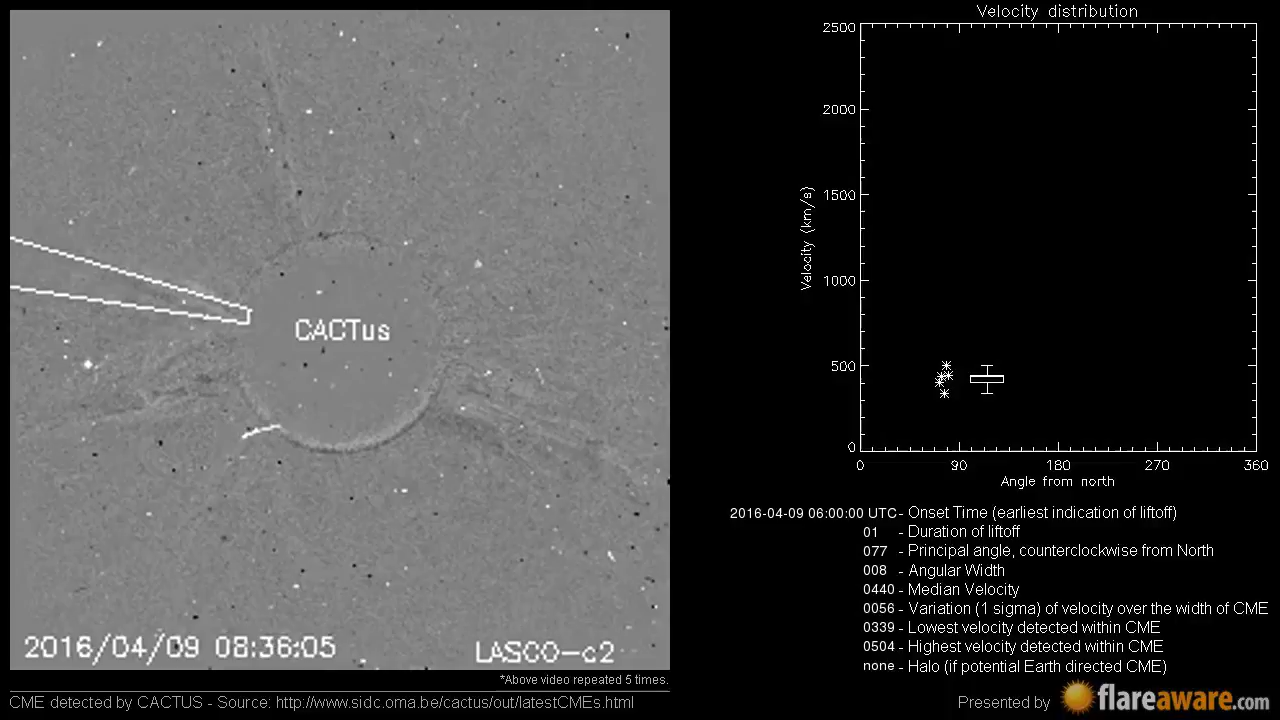 Velocity distribution
2500
2000
1500
1000
500
0
Velocity (km/s)
0 90 180 270 360
Angle from north
CACTus
2016/04/09 08:36:05
LASCO-c2
*Above video repeated 5 times.
CME detected by CACTUS - Source: http://www.sidc.oma.be/cactus/out/latestCMEs.html
2016-04-09 06:00:00 UTC - Onset Time (earliest indication of liftoff)
01 - Duration of liftoff
077 - Principal angle, counterclockwise from North
008 - Angular Width
0440 - Median Velocity
0056 - Variation (1 sigma) of velocity over the width of CME
0339 - Lowest velocity detected within CME
0504 - Highest velocity detected within CME
none - Halo (if potential Earth directed CME)
Presented by flareaware.com